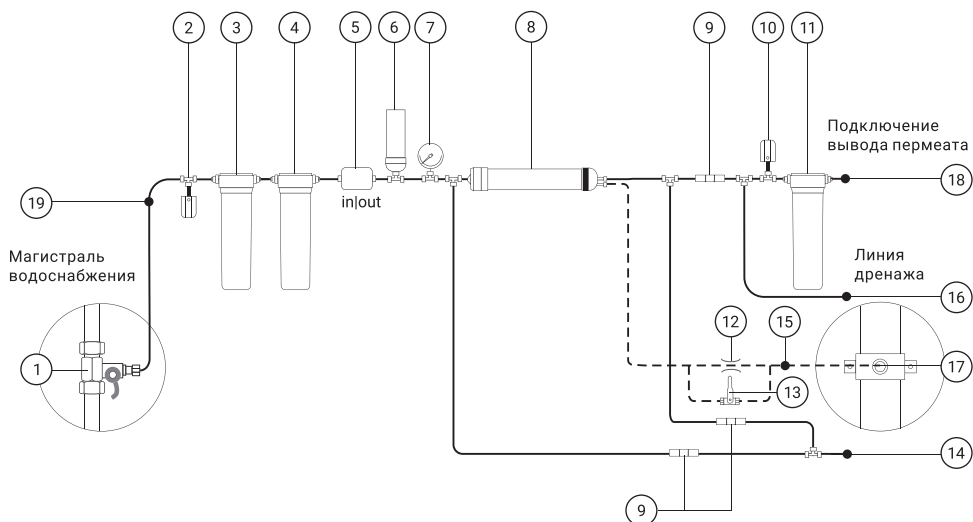 2
3
4
5
6
7
8
9
10
11
Подключение
вывода пермеата
18
19
in|out
Магистраль
водоснабжения
Линия
дренажа
16
12
15
1
17
13
14
9